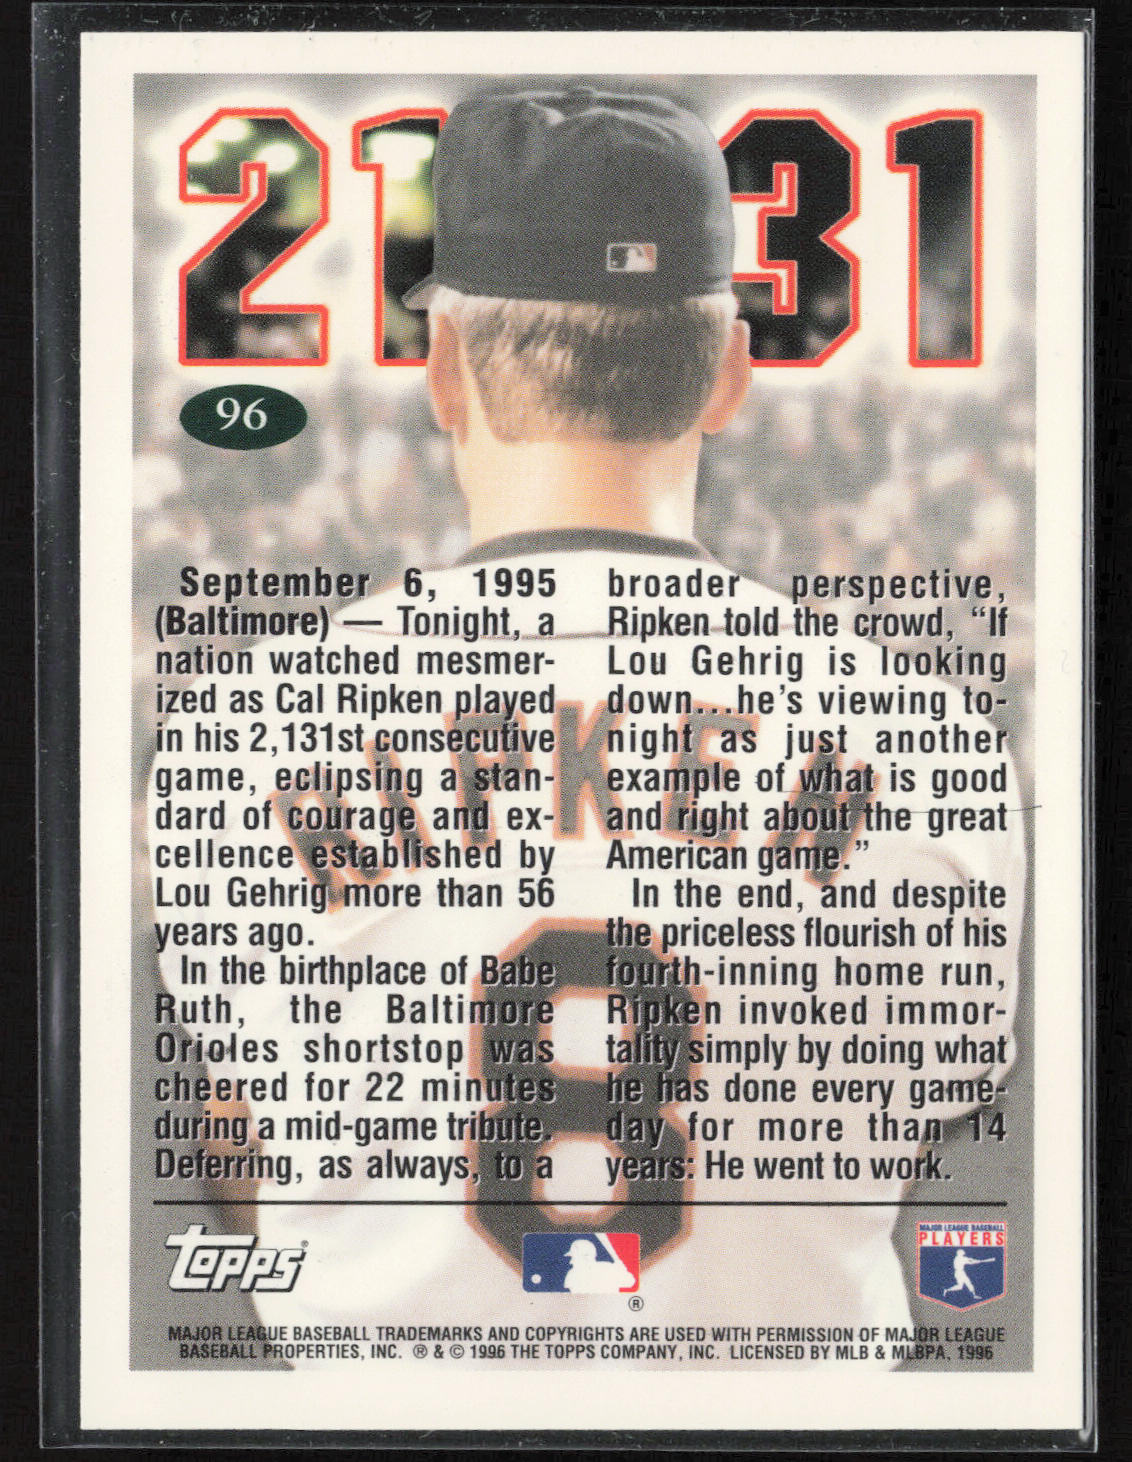 2131
96
September 6, 1995
(Baltimore) — Tonight, a
nation watched mesmer-
ized as Cal Ripken played
in his 2,131st consecutive
game, eclipsing a stan-
dard of courage and ex-
cellence established by
Lou Gehrig more than 56
years ago.
In the birthplace of Babe
Ruth, the Baltimore
Orioles shortstop was
cheered for 22 minutes
during a mid-game tribute.
Deferring, as always, to a
broader perspective,
Ripken told the crowd, “If
Lou Gehrig is looking
down...he’s viewing to-
night as just another
example of what is good
and right about the great
American game.”
In the end, and despite
the priceless flourish of his
fourth-inning home run,
Ripken invoked immor-
tality simply by doing what
he has done every game-
day for more than 14
years: He went to work.
RIPKEN
8
TOPPS®
®
MAJOR LEAGUE BASEBALL
PLAYERS
MAJOR LEAGUE BASEBALL TRADEMARKS AND COPYRIGHTS ARE USED WITH PERMISSION OF MAJOR LEAGUE
BASEBALL PROPERTIES, INC. ® & © 1996 THE TOPPS COMPANY, INC. LICENSED BY MLB & MLBPA, 1996